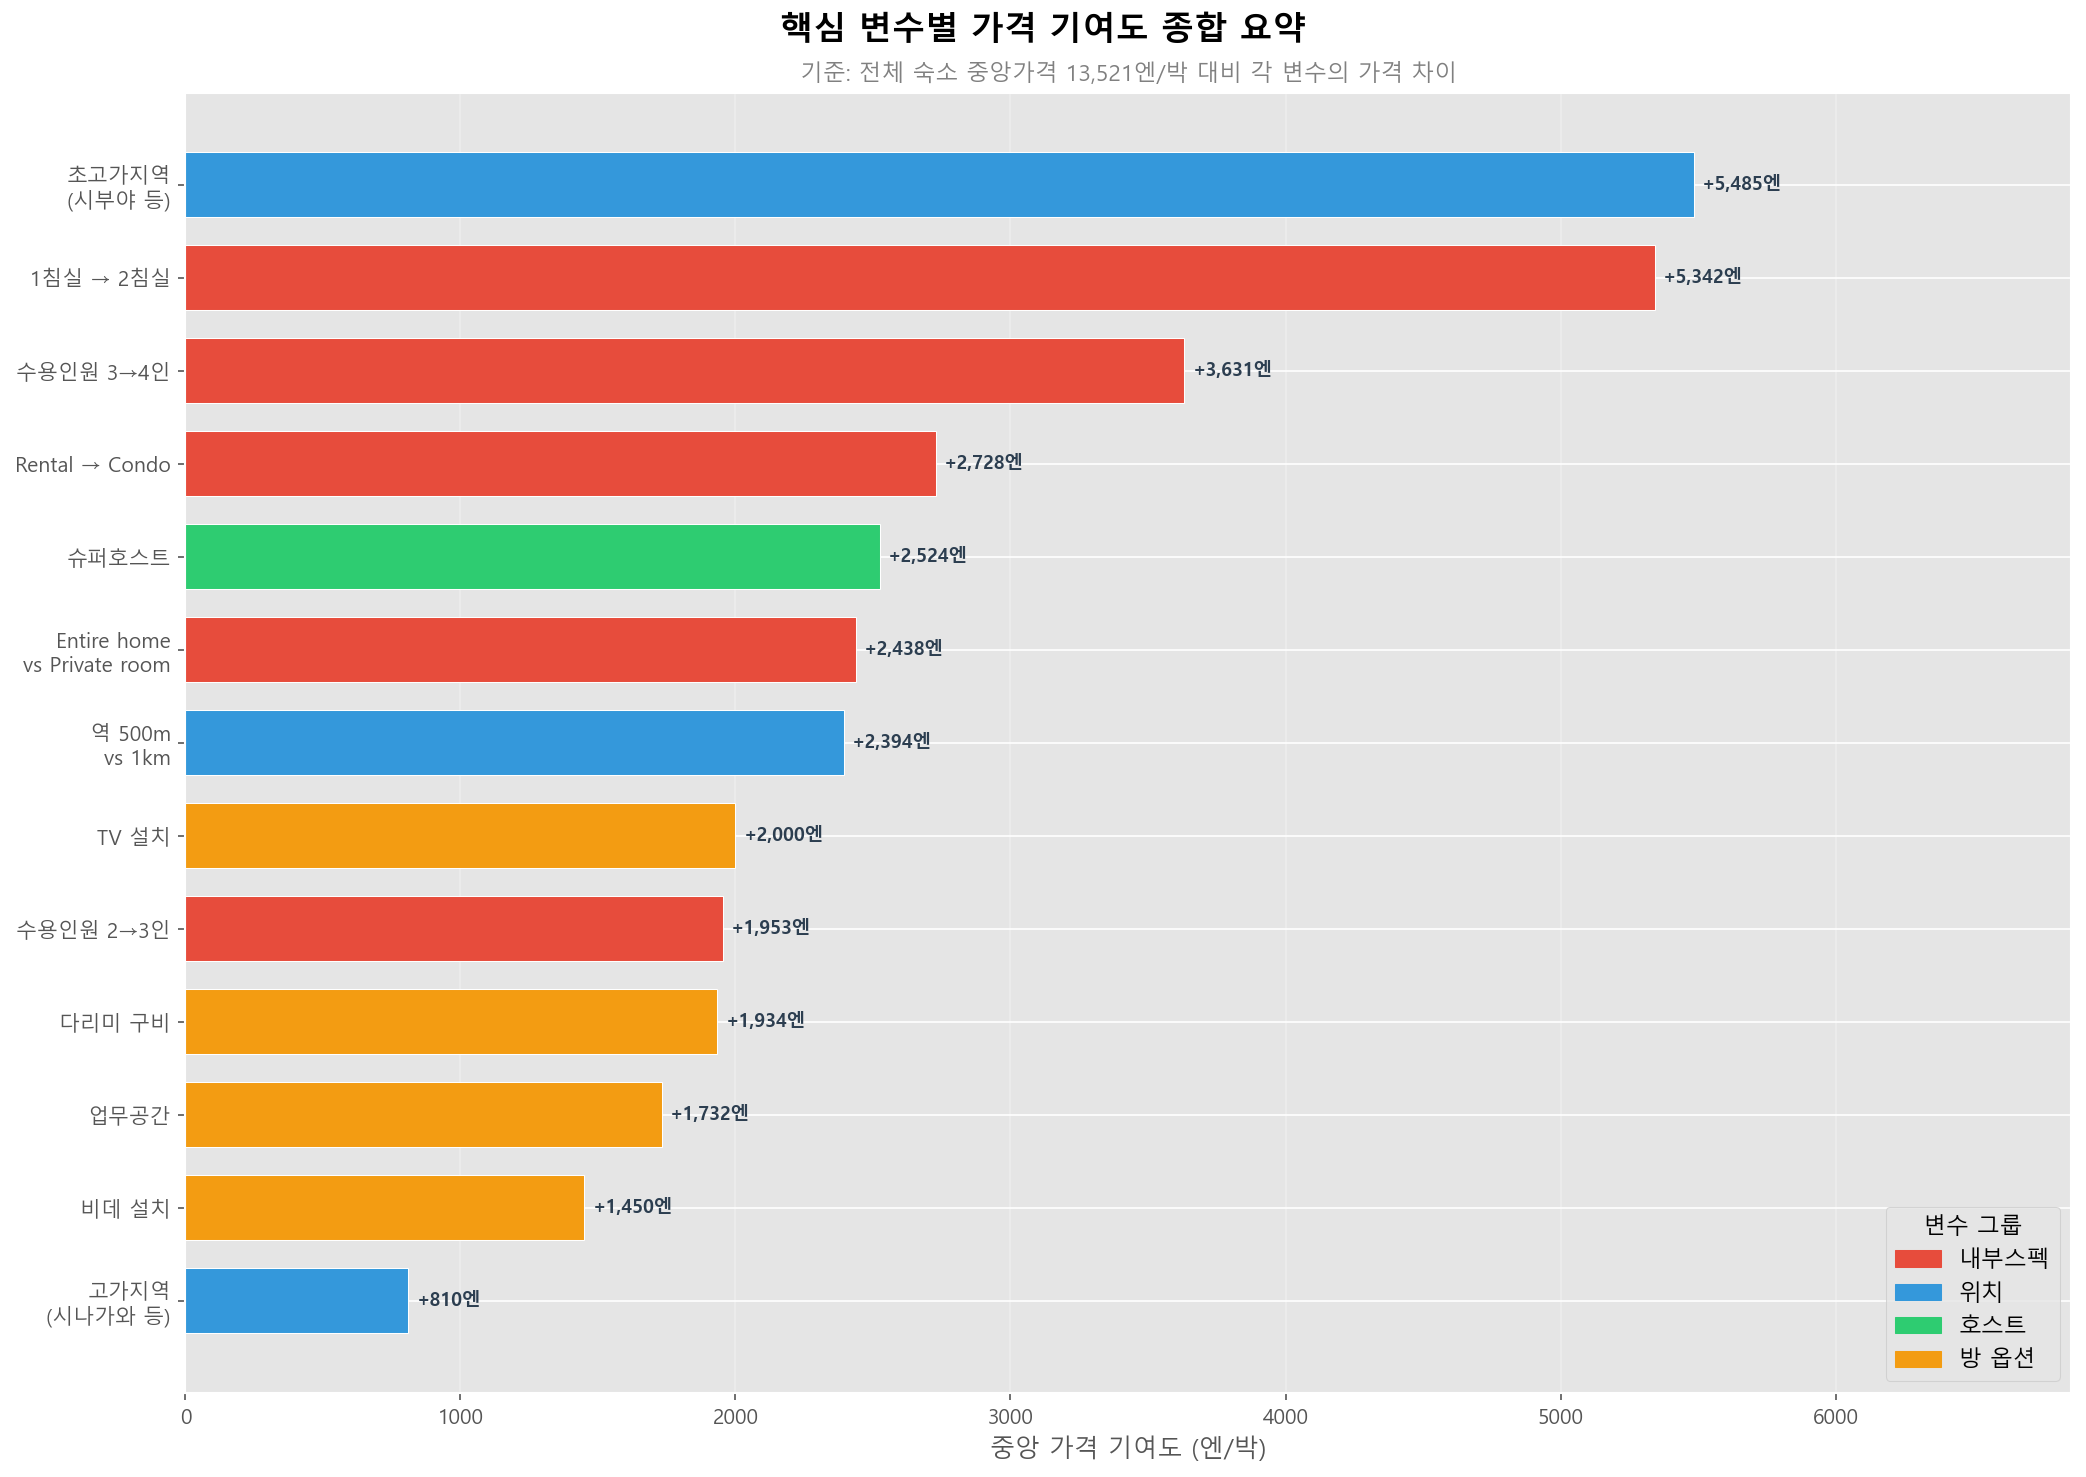 핵심 변수별 가격 기여도 종합 요약
기준: 전체 숙소 중앙가격 13,521엔/박 대비 각 변수의 가격 차이
초고가지역
(시부야 등)
+5,485엔
1침실 → 2침실
+5,342엔
수용인원 3→4인
+3,631엔
Rental → Condo
+2,728엔
슈퍼호스트
+2,524엔
Entire home
vs Private room
+2,438엔
역 500m
vs 1km
+2,394엔
TV 설치
+2,000엔
수용인원 2→3인
+1,953엔
다리미 구비
+1,934엔
업무공간
+1,732엔
비데 설치
+1,450엔
고가지역
(시나가와 등)
+810엔
변수 그룹
내부스펙
위치
호스트
방 옵션
0 1000 2000 3000 4000 5000 6000
중앙 가격 기여도 (엔/박)